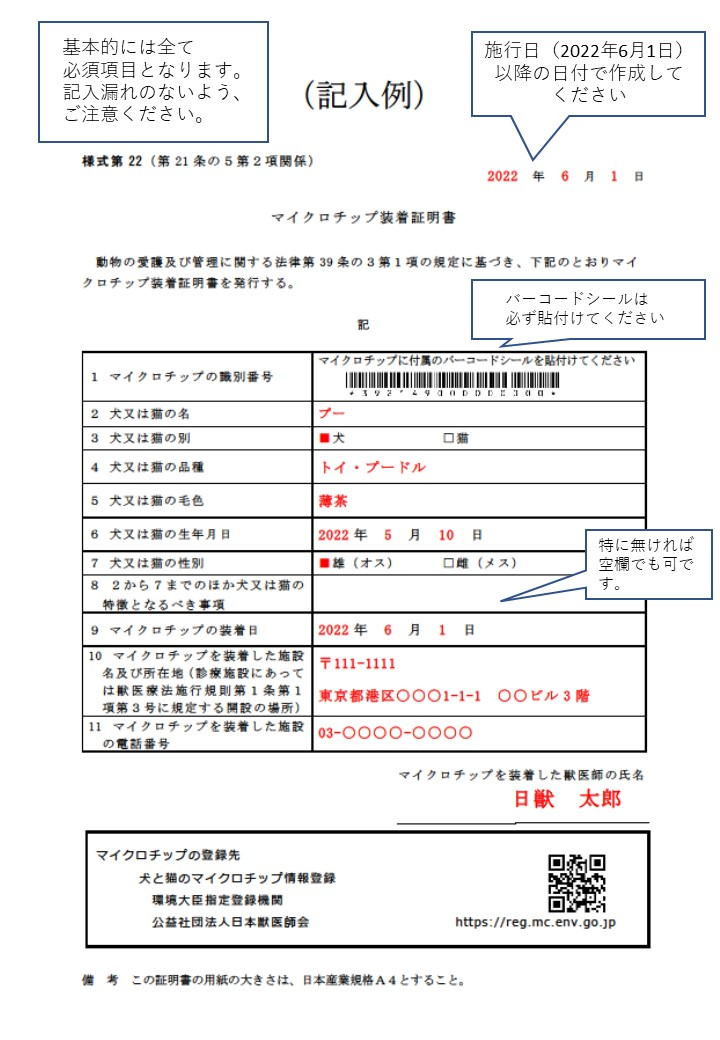 基本的には全て
必須項目となります。
記入漏れのないよう、
ご注意ください。
（記入例）
施行日（2022年6月1日）
以降の日付で作成して
ください
様式第 22（第 21 条の５第２項関係）
2022 年 6 月 1 日
マイクロチップ装着証明書
動物の愛護及び管理に関する法律第 39 条の３第１項の規定に基づき、下記のとおりマイ
クロチップ装着証明書を発行する。
バーコードシールは
必ず貼付けてください
記
1 マイクロチップの識別番号
マイクロチップに付属のバーコードシールを貼付けてください
2 犬又は猫の名
プー
3 犬又は猫の別
■犬 □猫
4 犬又は猫の品種
トイ・プードル
5 犬又は猫の毛色
薄茶
6 犬又は猫の生年月日
2022 年 5 月 10 日
7 犬又は猫の性別
■雄（オス） □雌（メス）
8 ２から７までのほか犬又は猫の
特徴となるべき事項
特に無ければ
空欄でも可で
す。
9 マイクロチップの装着日
2022 年 6 月 1 日
10 マイクロチップを装着した施設
名及び所在地（診療施設にあって
は獣医療法施行規則第１条第１
項第３号に規定する開設の場所）
〒111-1111
東京都港区〇〇〇1-1-1 〇〇ビル 3 階
11 マイクロチップを装着した施設
の電話番号
03-〇〇〇〇-〇〇〇〇
マイクロチップを装着した獣医師の氏名
日獣 太郎
マイクロチップの登録先
犬と猫のマイクロチップ情報登録
環境大臣指定登録機関
公益社団法人日本獣医師会
https://reg.mc.env.go.jp
備 考 この証明書の用紙の大きさは、日本産業規格Ａ４とすること。